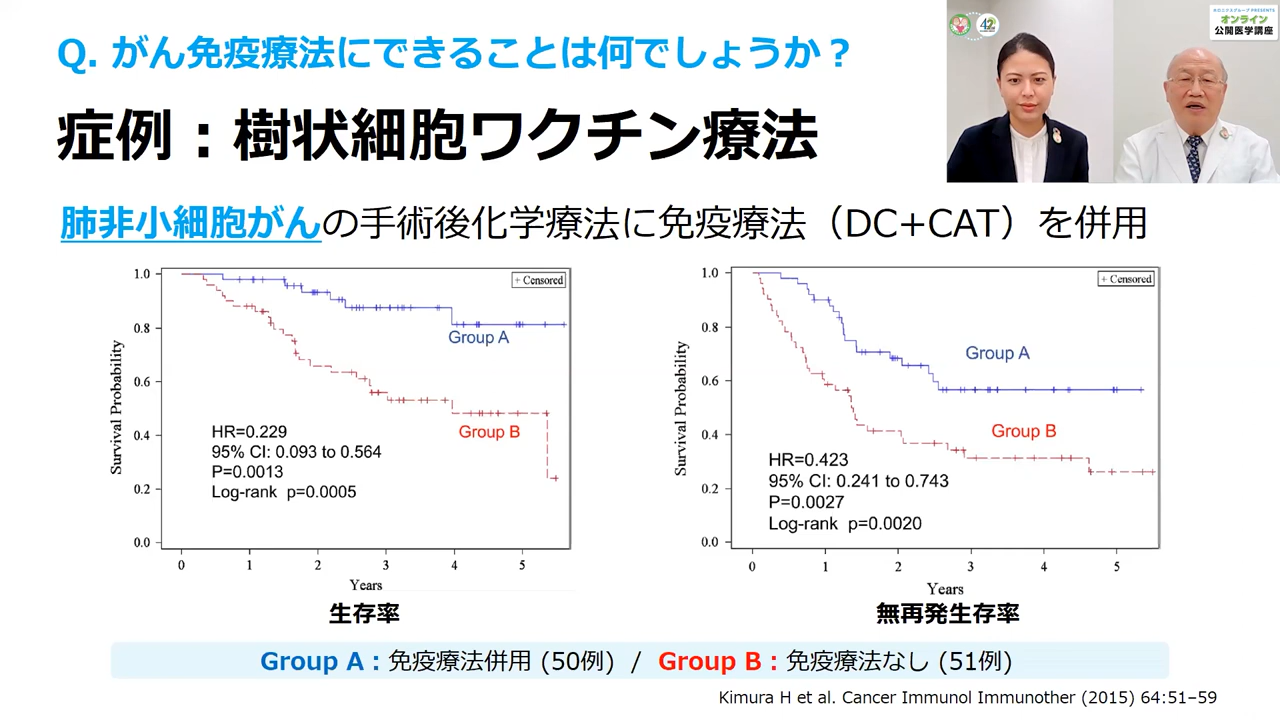 Q. がん免疫療法にできることは何でしょうか？
症例：樹状細胞ワクチン療法
肺非小細胞がんの手術後化学療法に免疫療法（DC+CAT）を併用
オンライン
公開医学講座
42
1.0
0.8
0.6
0.4
0.2
0.0
Survival Probability
+ Censored
Group A
Group B
HR=0.229
95% CI: 0.093 to 0.564
P=0.0013
Log-rank p=0.0005
0 1 2 3 4 5
Years
生存率
1.0
0.8
0.6
0.4
0.2
0.0
Survival Probability
+ Censored
Group A
Group B
HR=0.423
95% CI: 0.241 to 0.743
P=0.0027
Log-rank p=0.0020
0 1 2 3 4 5
Years
無再発生存率
Group A：免疫療法併用 (50例) / Group B：免疫療法なし (51例)
Kimura H et al. Cancer Immunol Immunother (2015) 64:51–59